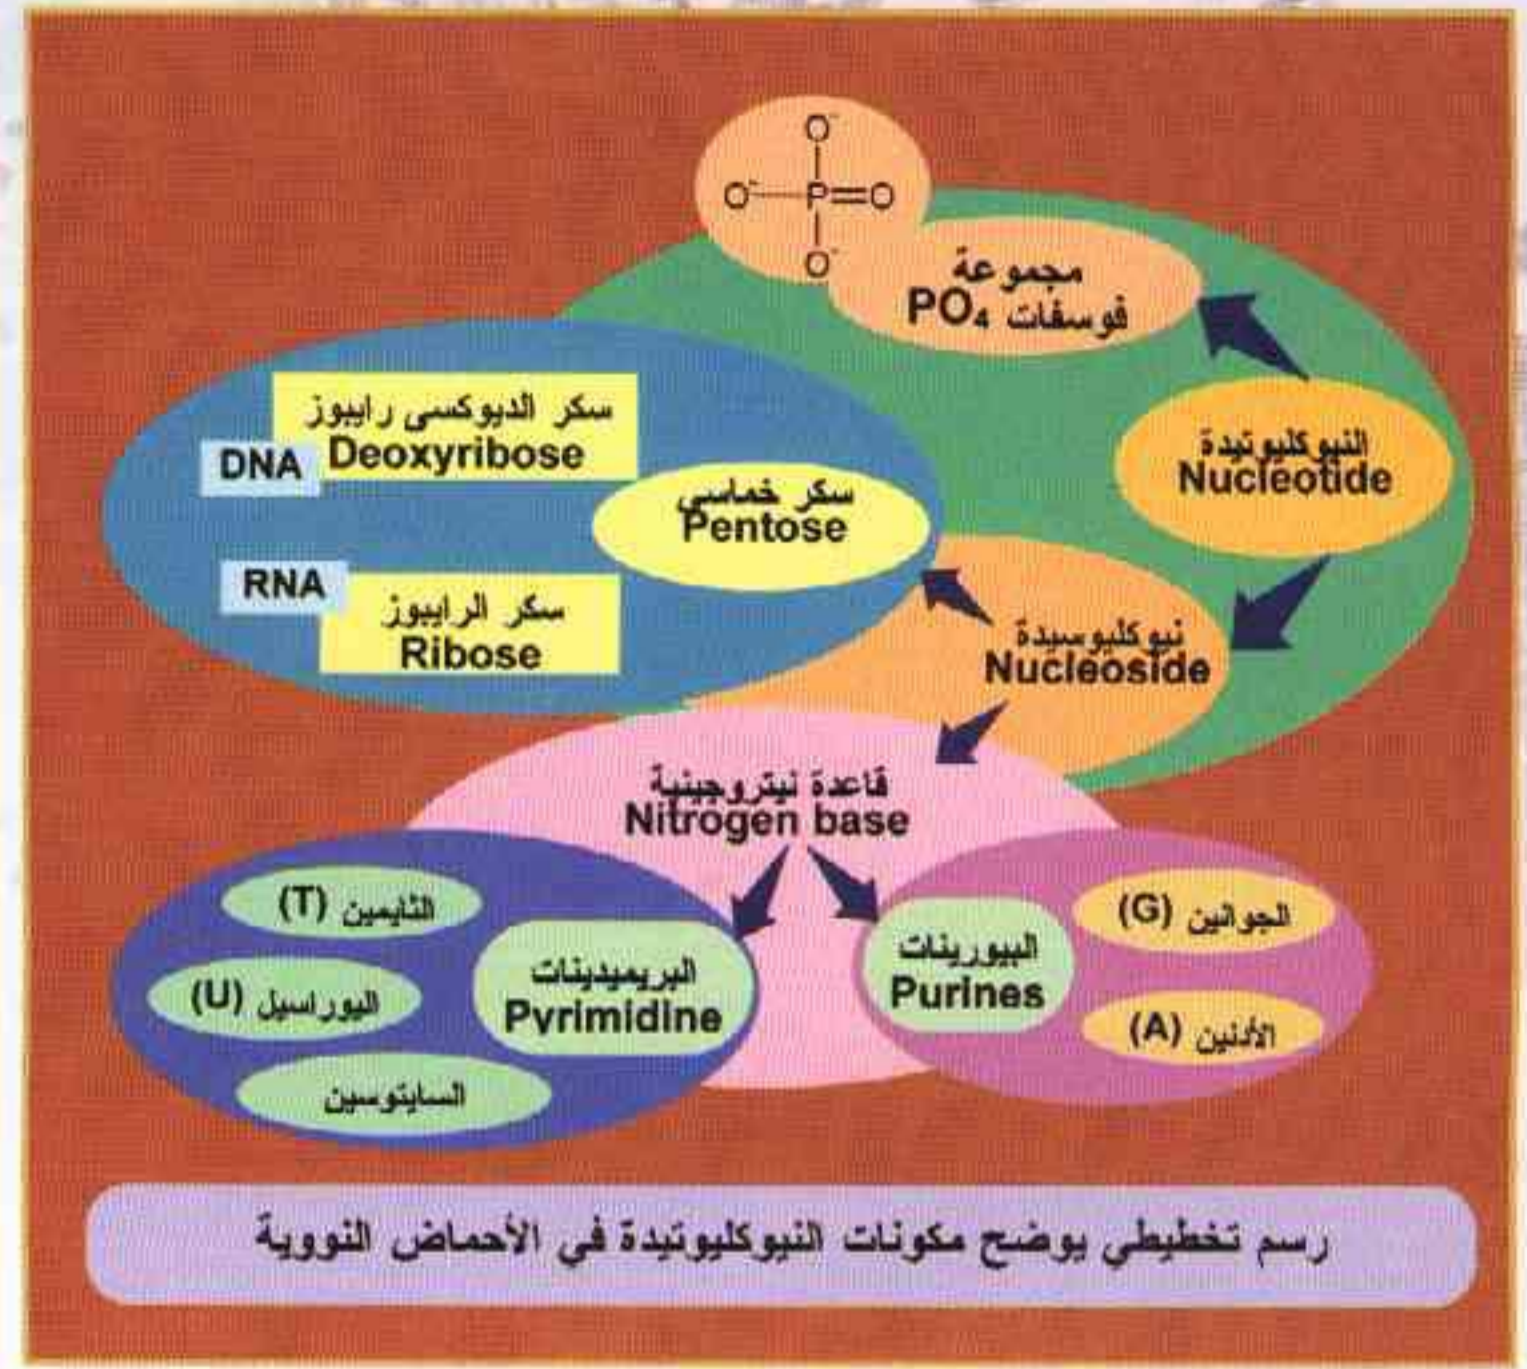 O⁻
O⁻ P O
O⁻
مجموعة
فوسفات PO₄
النيوكليوتيدة
Nucleotide
سكر الديوكسى رايبوز
Deoxyribose
DNA
سكر خماسي
Pentose
RNA
سكر الرايبوز
Ribose
نيوكليوسيدة
Nucleoside
قاعدة نيتروجينية
Nitrogen base
البيورينات
Purines
الجوانين (G)
الأدنين (A)
البريميدينات
Pyrimidine
الثايمين (T)
اليوراسيل (U)
السايتوسين
رسم تخطيطي يوضح مكونات النيوكليوتيدة في الأحماض النووية